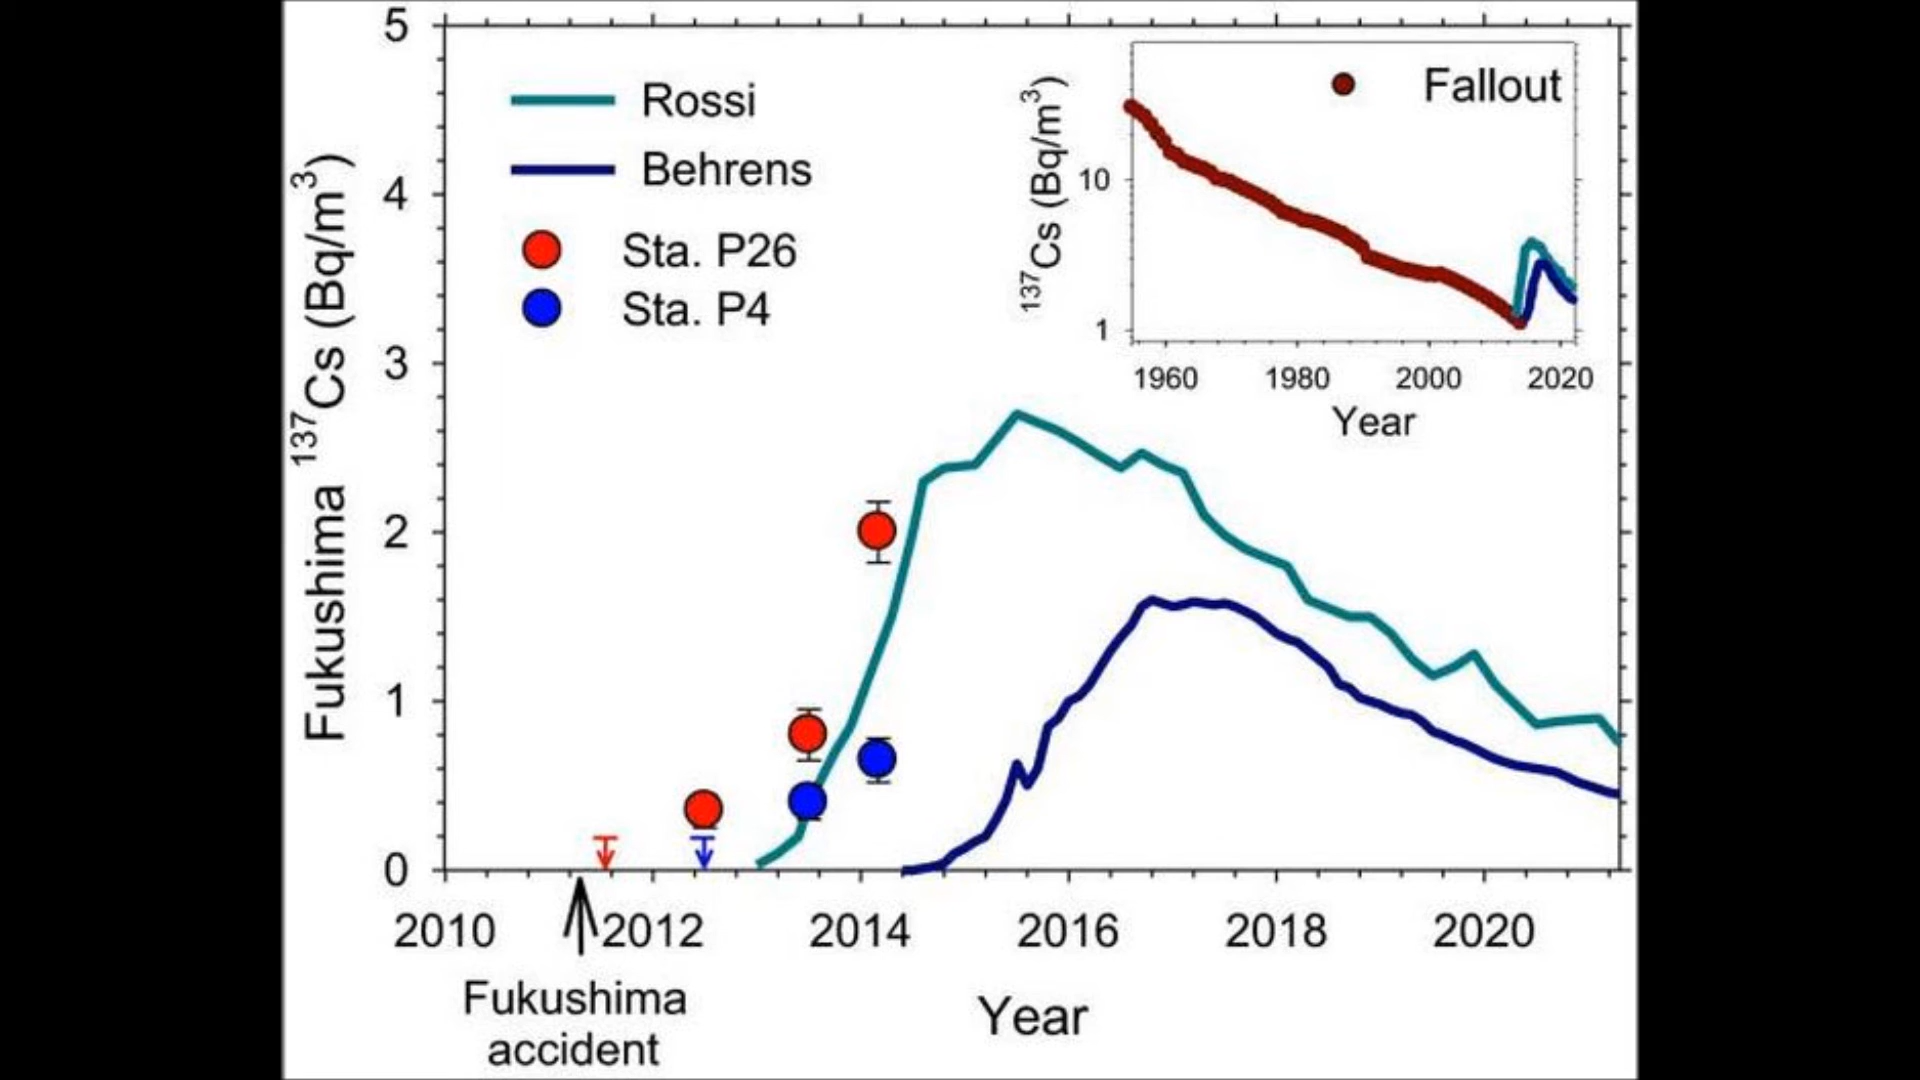 5
4
3
2
1
0
Fukushima ¹³⁷Cs (Bq/m³)
Rossi
Behrens
Sta. P26
Sta. P4
Fallout
¹³⁷Cs (Bq/m³)
10
1
1960 1980 2000 2020
Year
2010 2012 2014 2016 2018 2020
Fukushima
accident
Year